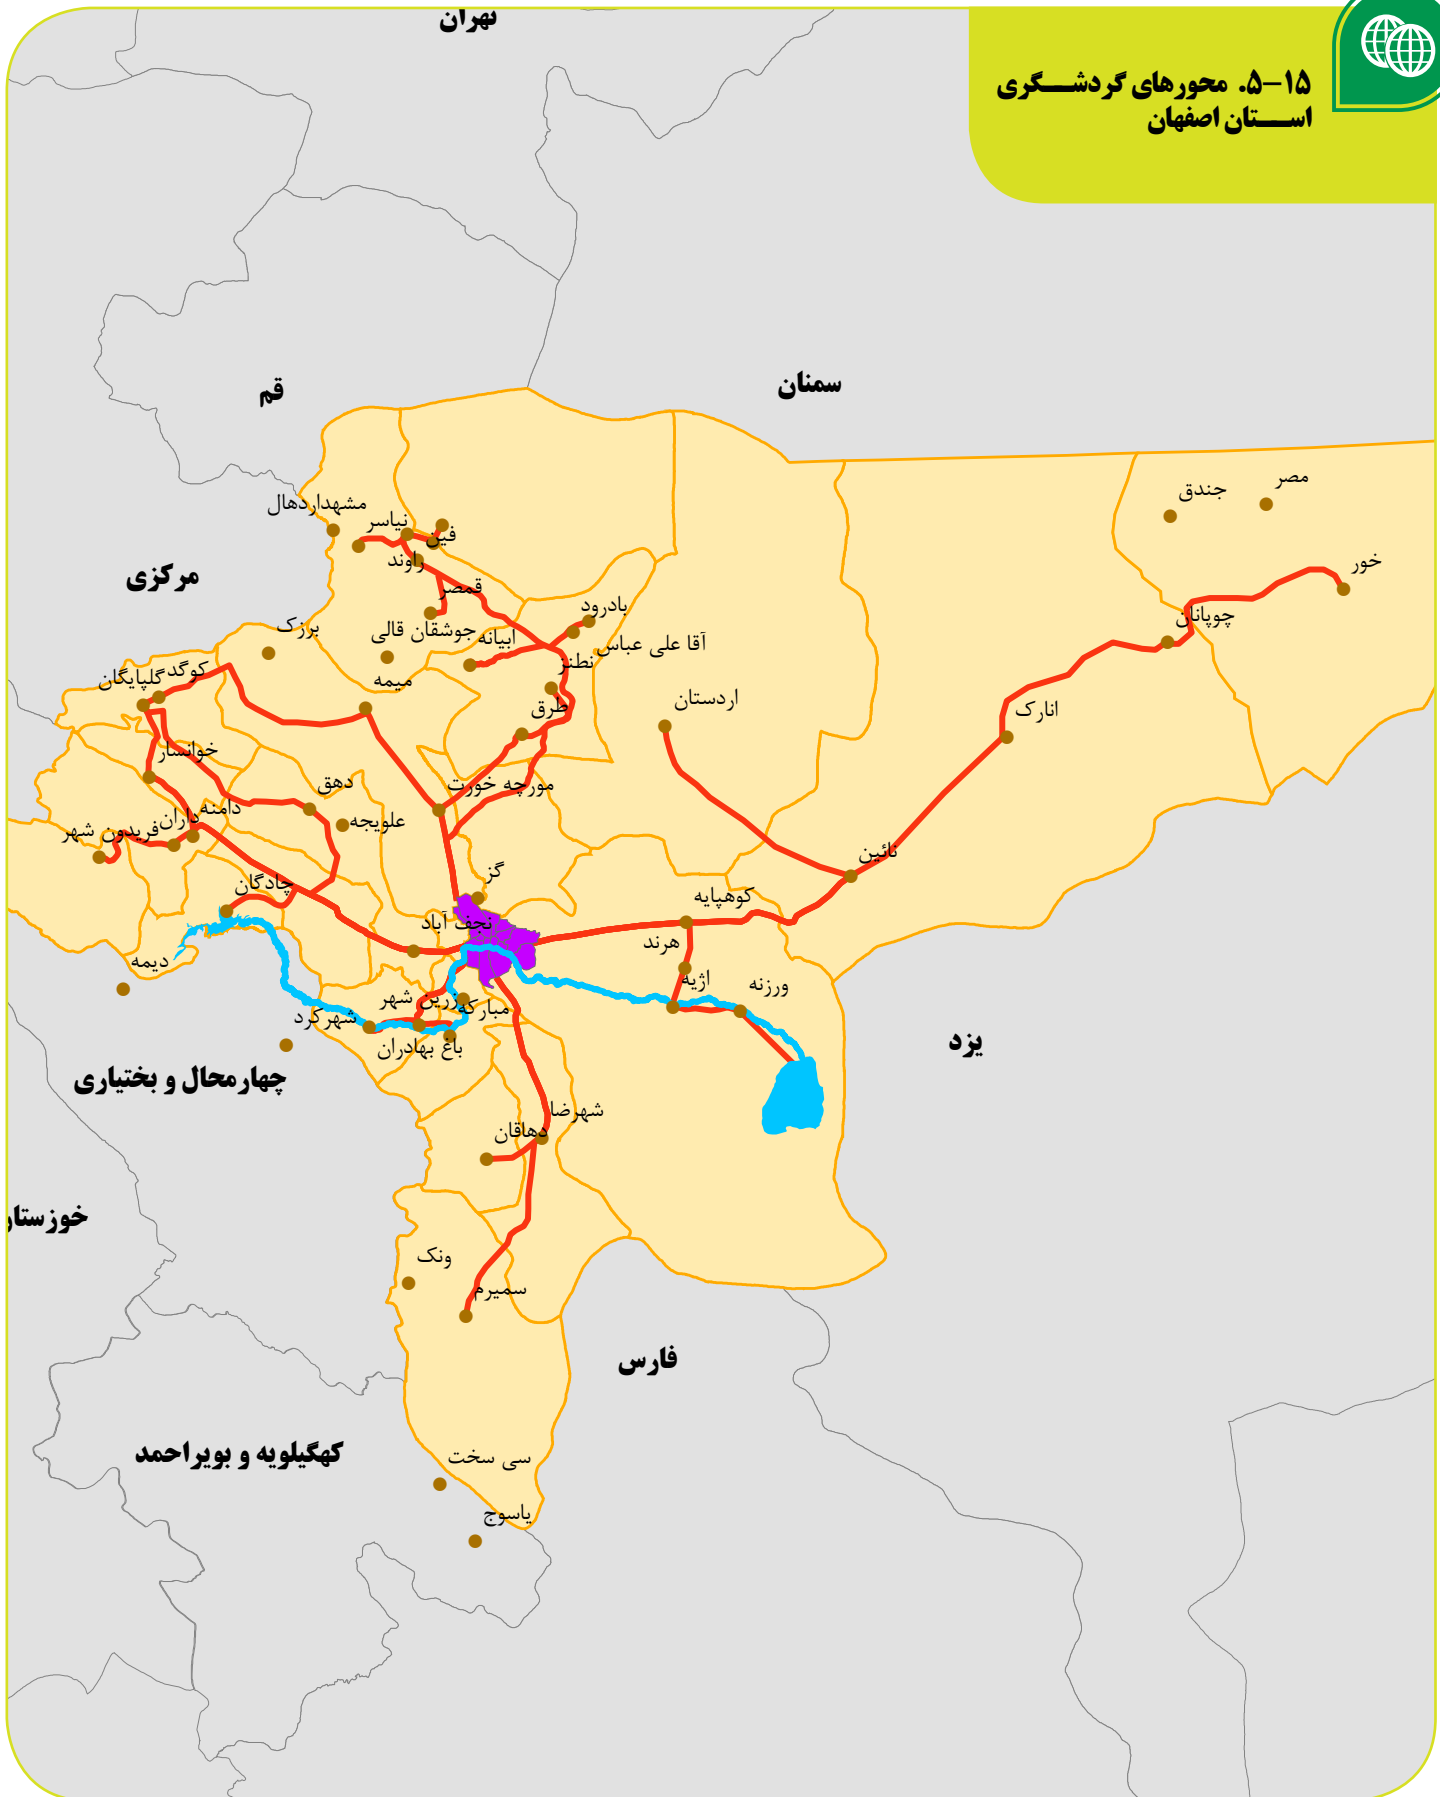 تهران
۵-۱۵. محورهای گردشگری
استان اصفهان
سمنان
قم
مصر
جندق
مشهداردهال
نیاسر
فین
راوند
خور
مرکزی
قمصر
بادرود
چوپانان
برزک
جوشقان قالی
ابیانه
آقا علی عباس
نطنز
کوگد
گلپایگان
میمه
اردستان
طرق
انارک
خوانسار
دهق
مورچه خورت
دامنه
داران
فریدون شهر
علویجه
نائین
گز
چادگان
کوهپایه
نجف آباد
هرند
دیمه
اژیه
ورزنه
زرین شهر
مبارکه
شهرکرد
باغ بهادران
یزد
چهارمحال و بختیاری
شهرضا
دهاقان
خوزستار
ونک
سمیرم
فارس
کهگیلویه و بویراحمد
سی سخت
یاسوج